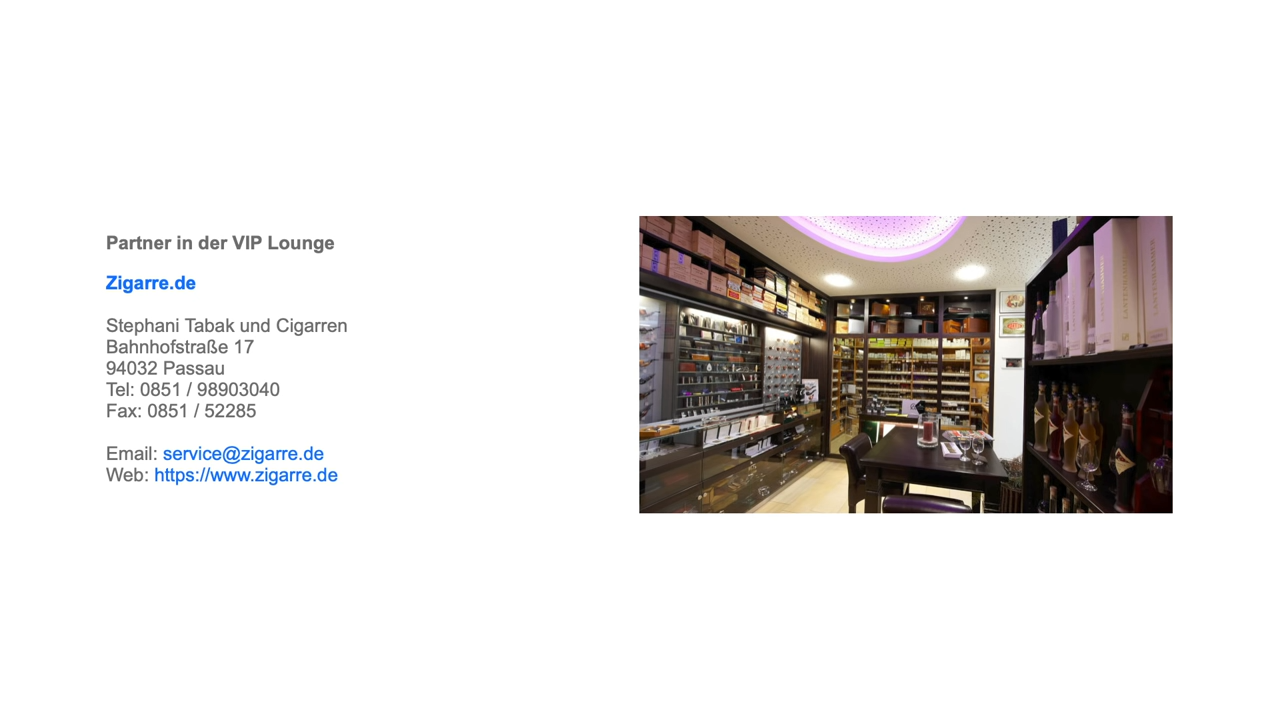 Partner in der VIP Lounge
Zigarre.de
Stephani Tabak und Cigarren
Bahnhofstraße 17
94032 Passau
Tel: 0851 / 98903040
Fax: 0851 / 52285
Email: service@zigarre.de
Web: https://www.zigarre.de
LANTENHAMMER